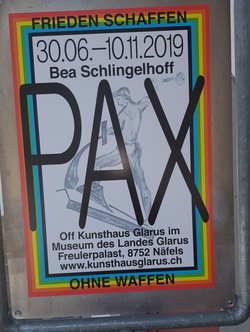 FRIEDEN SCHAFFEN
30.06.–10.11.2019
Bea Schlingelhoff
PAX
Off Kunsthaus Glarus im
Museum des Landes Glarus
Freulerpalast, 8752 Näfels
www.kunsthausglarus.ch
OHNE WAFFEN